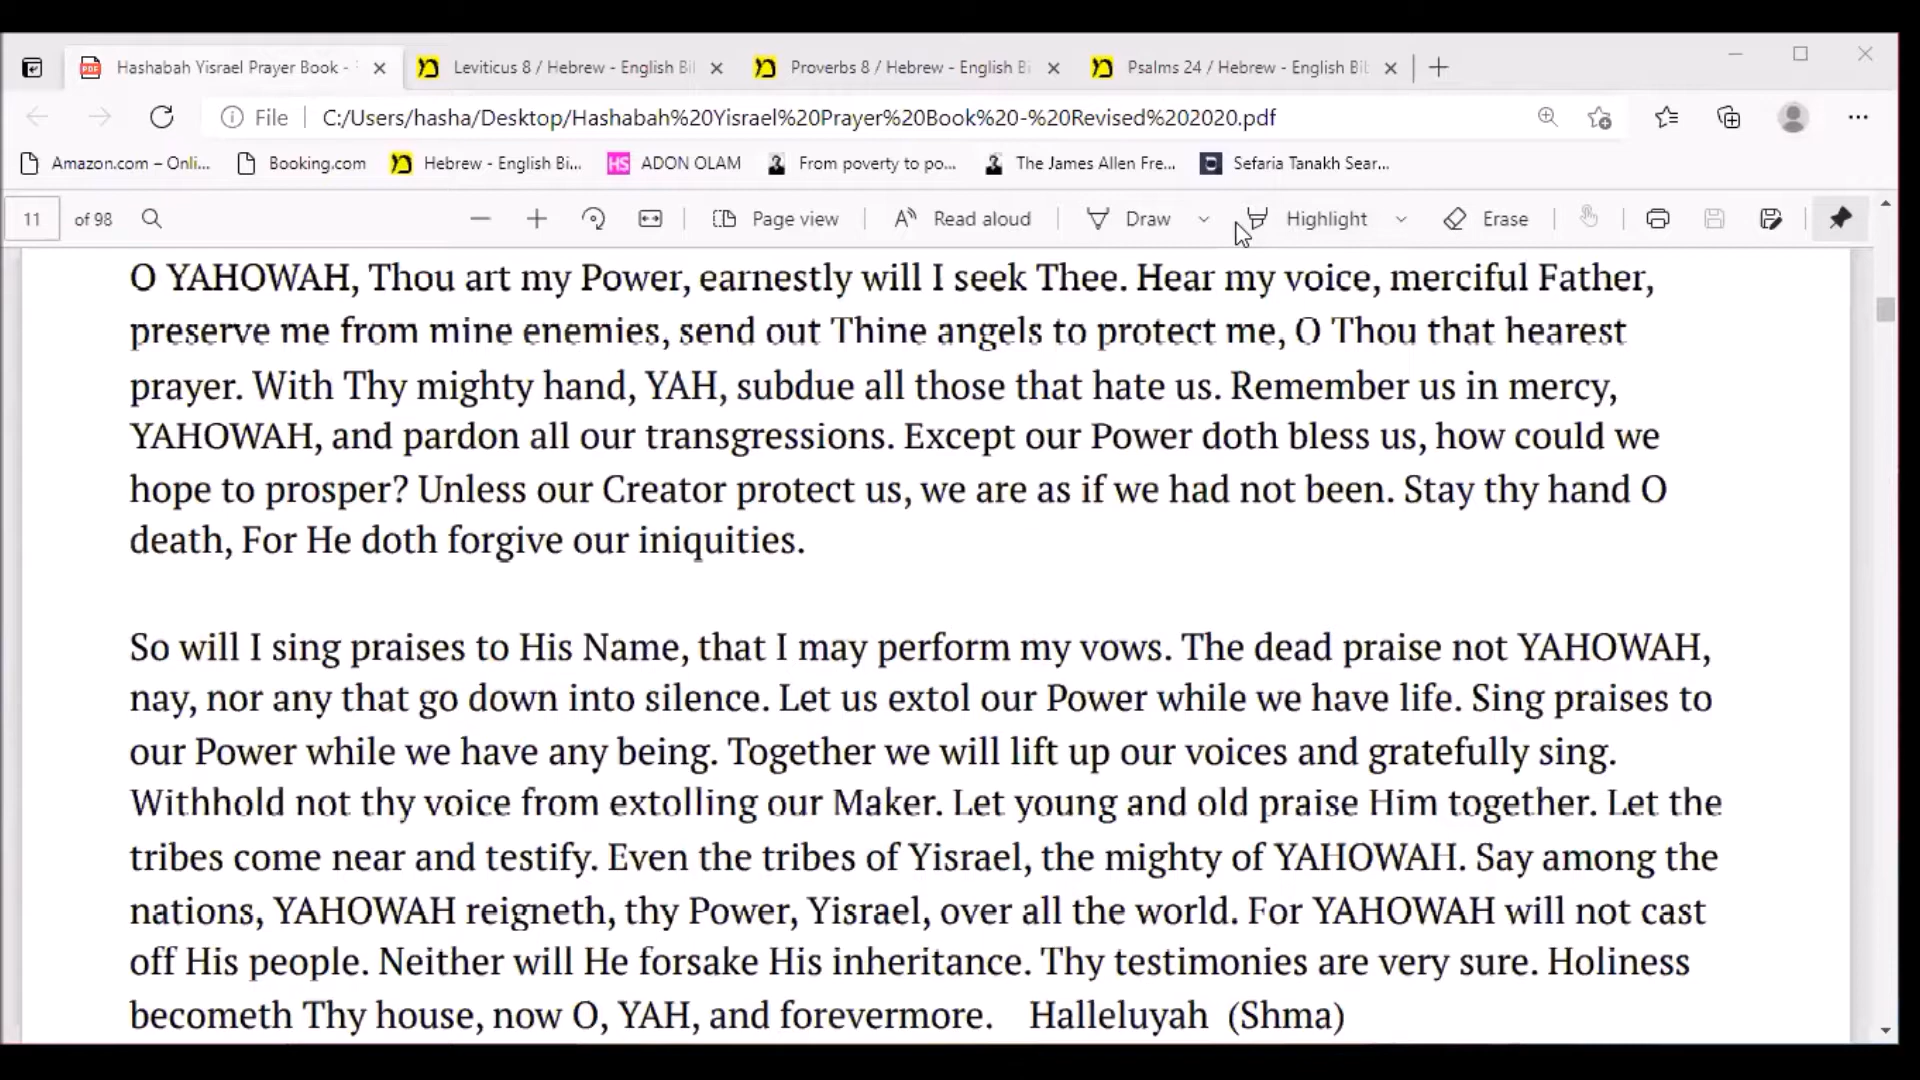 Hashabah Yisrael Prayer Book -
Leviticus 8 / Hebrew - English Bi
Proverbs 8 / Hebrew - English Bi
Psalms 24 / Hebrew - English Bib
File
C:/Users/hasha/Desktop/Hashabah%20Yisrael%20Prayer%20Book%20-%20Revised%202020.pdf
Amazon.com – Onli...
Booking.com
Hebrew - English Bi...
HS ADON OLAM
From poverty to po...
The James Allen Fre...
Sefaria Tanakh Sear...
11 of 98
Page view
Read aloud
Draw
Highlight
Erase
O YAHOWAH, Thou art my Power, earnestly will I seek Thee. Hear my voice, merciful Father,
preserve me from mine enemies, send out Thine angels to protect me, O Thou that hearest
prayer. With Thy mighty hand, YAH, subdue all those that hate us. Remember us in mercy,
YAHOWAH, and pardon all our transgressions. Except our Power doth bless us, how could we
hope to prosper? Unless our Creator protect us, we are as if we had not been. Stay thy hand O
death, For He doth forgive our iniquities.
So will I sing praises to His Name, that I may perform my vows. The dead praise not YAHOWAH,
nay, nor any that go down into silence. Let us extol our Power while we have life. Sing praises to
our Power while we have any being. Together we will lift up our voices and gratefully sing.
Withhold not thy voice from extolling our Maker. Let young and old praise Him together. Let the
tribes come near and testify. Even the tribes of Yisrael, the mighty of YAHOWAH. Say among the
nations, YAHOWAH reigneth, thy Power, Yisrael, over all the world. For YAHOWAH will not cast
off His people. Neither will He forsake His inheritance. Thy testimonies are very sure. Holiness
becometh Thy house, now O, YAH, and forevermore. Halleluyah (Shma)